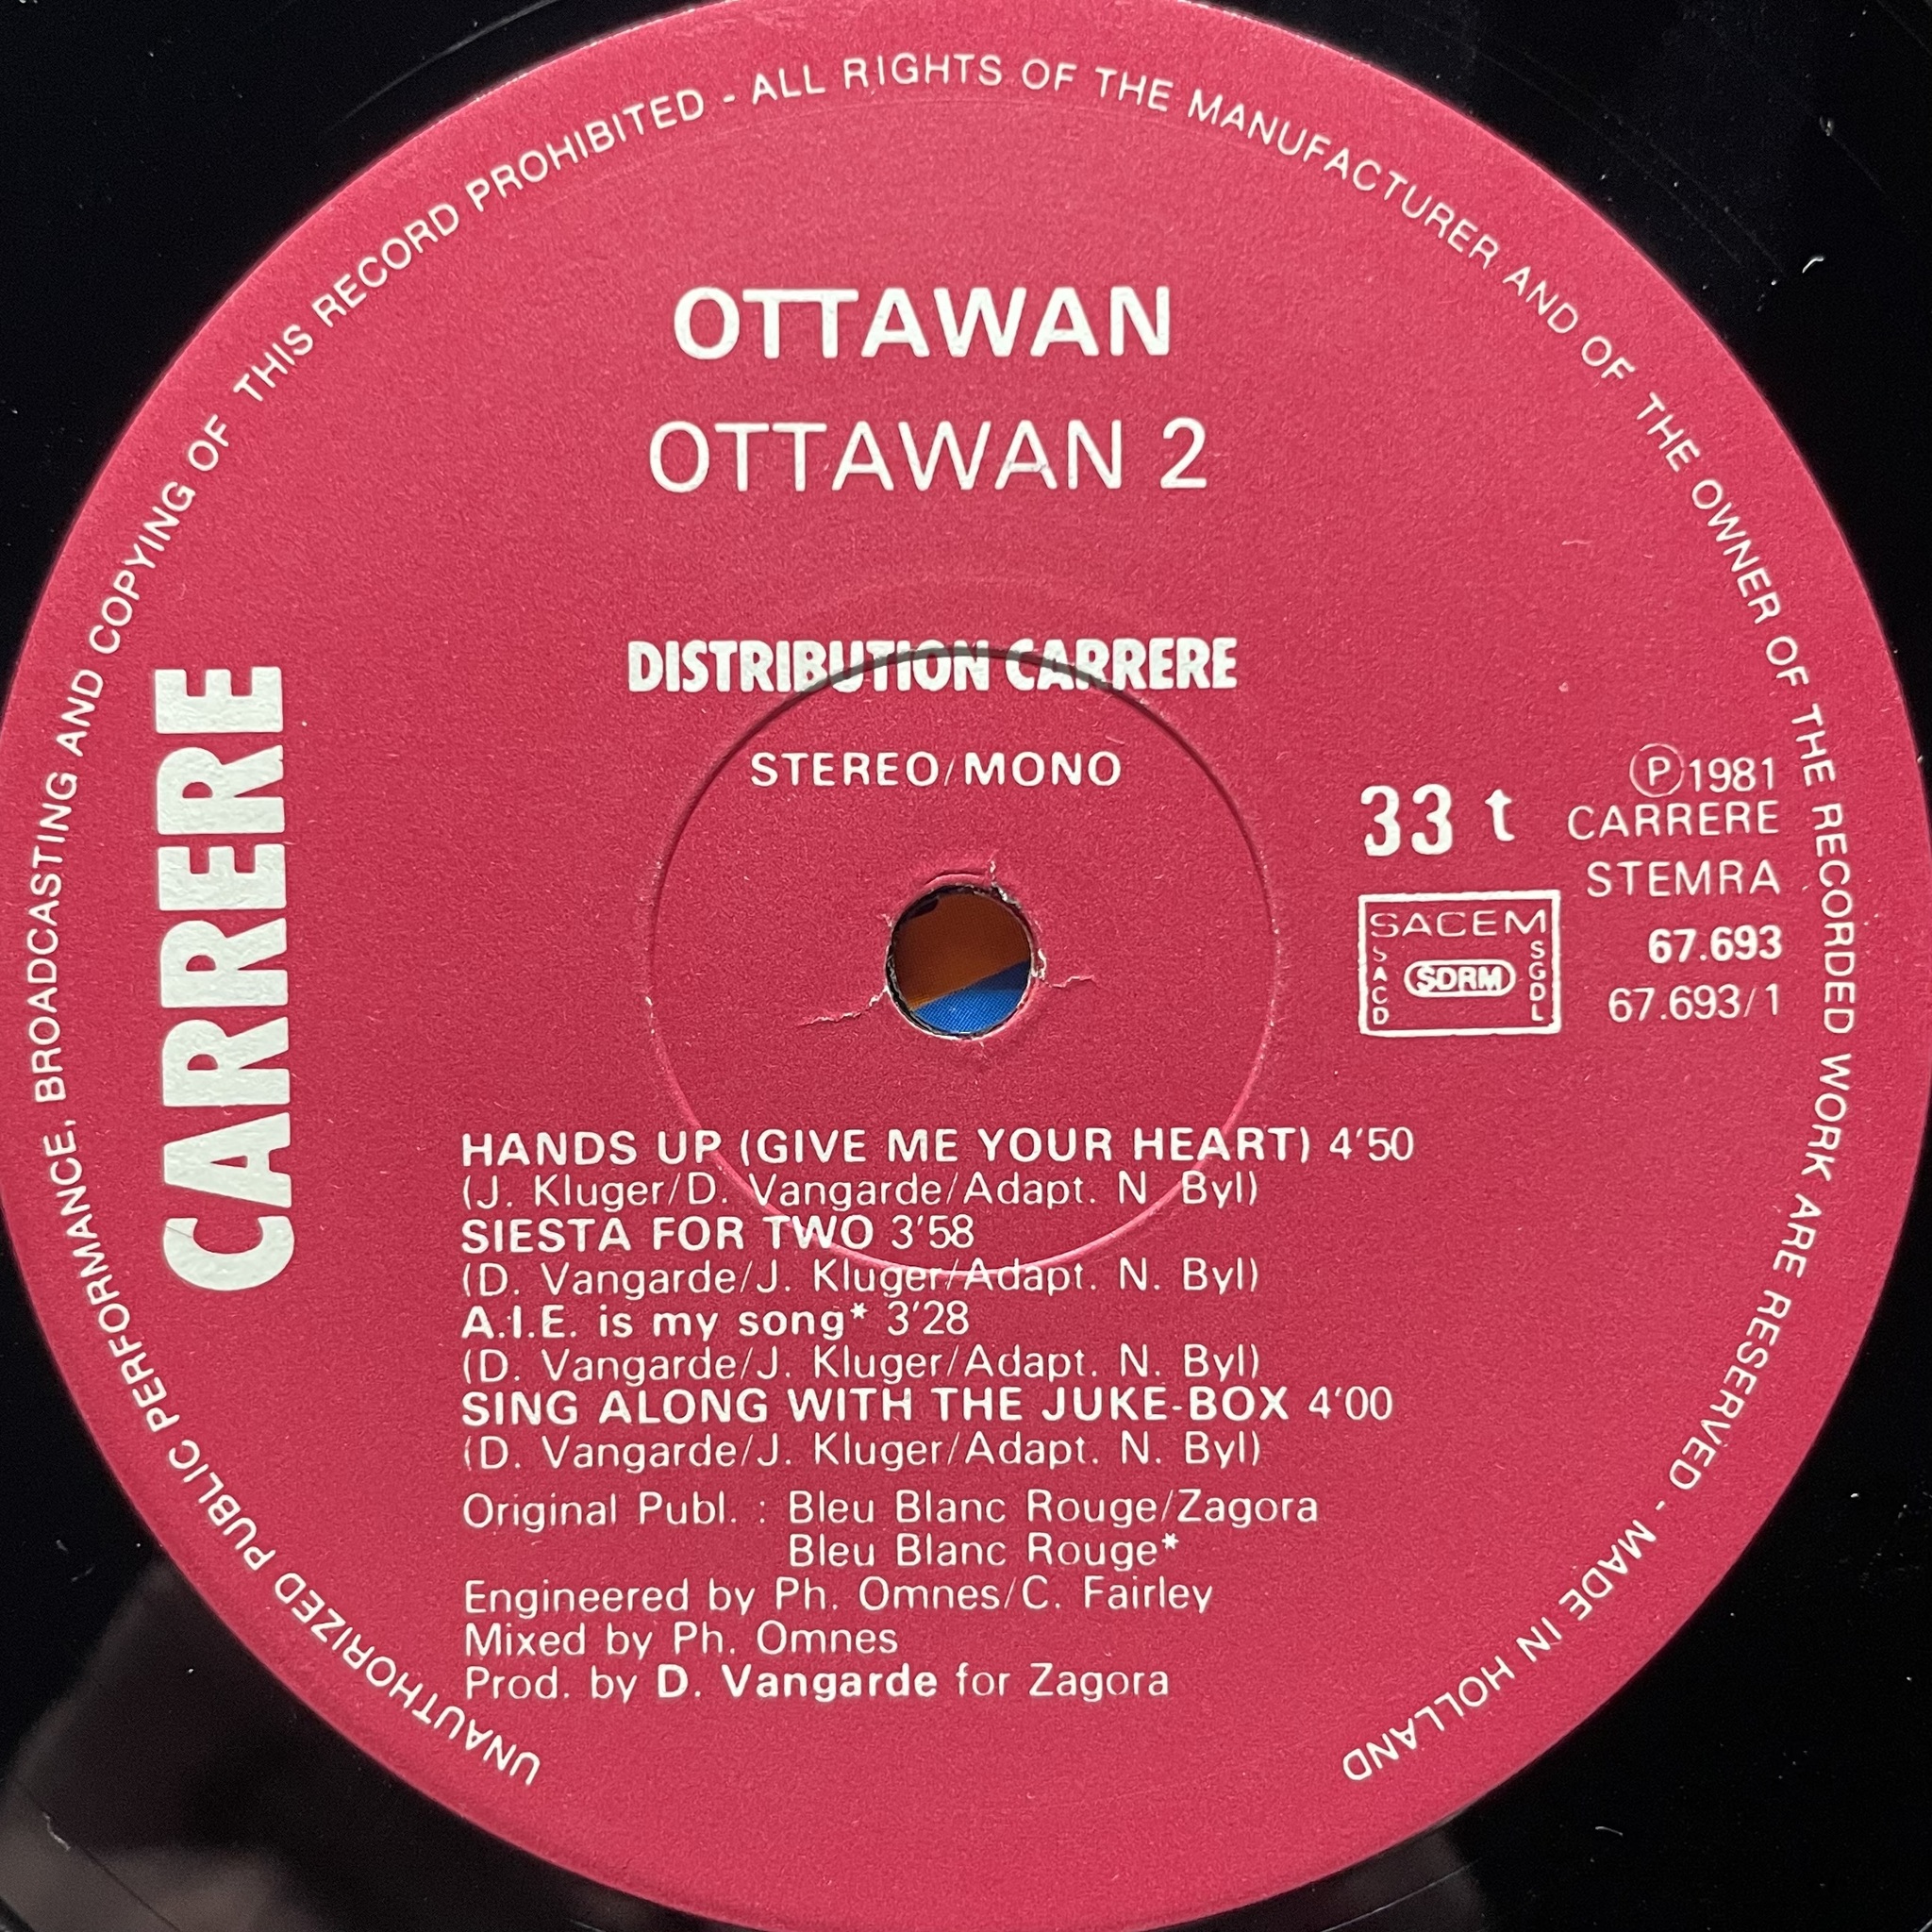 UNAUTHORIZED PUBLIC PERFORMANCE, BROADCASTING AND COPYING OF THIS RECORD PROHIBITED - ALL RIGHTS OF THE MANUFACTURER AND OF THE OWNER OF THE RECORDED WORK ARE RESERVED - MADE IN HOLLAND
OTTAWAN
OTTAWAN 2
DISTRIBUTION CARRERE
STEREO/MONO
CARRERE
33 t
Ⓟ1981
CARRERE
STEMRA
67.693
67.693/1
SACEM
SACD
SDRM
SGDL
HANDS UP (GIVE ME YOUR HEART) 4'50
(J. Kluger/D. Vangarde/Adapt. N Byl)
SIESTA FOR TWO 3'58
(D. Vangarde/J. Kluger/Adapt. N. Byl)
A.I.E. is my song* 3'28
(D. Vangarde/J. Kluger/Adapt. N. Byl)
SING ALONG WITH THE JUKE-BOX 4'00
(D. Vangarde/J. Kluger/Adapt. N. Byl)
Original Publ. : Bleu Blanc Rouge/Zagora
Bleu Blanc Rouge*
Engineered by Ph. Omnes/C. Fairley
Mixed by Ph. Omnes
Prod. by D. Vangarde for Zagora